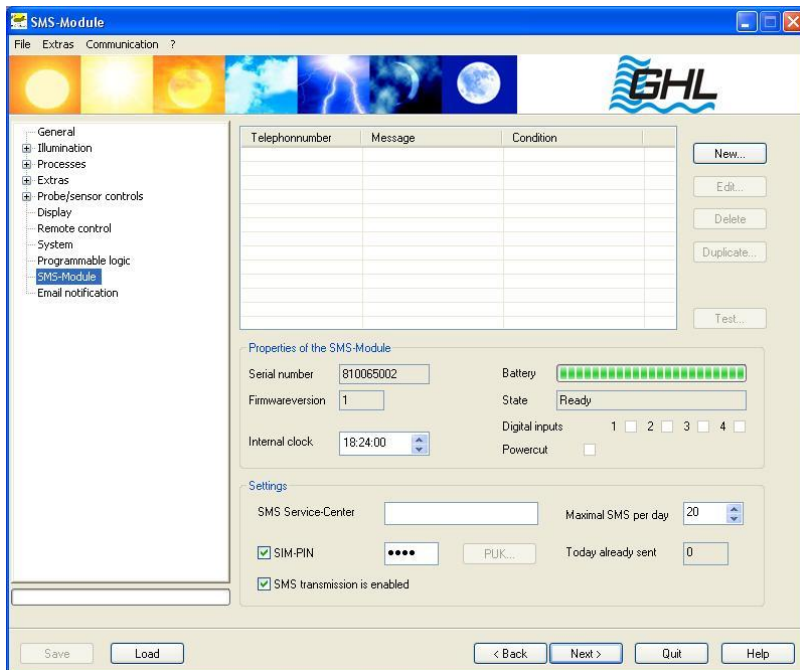 SMS-Module
File Extras Communication ?
GHL
General
Illumination
Processes
Extras
Probe/sensor controls
Display
Remote control
System
Programmable logic
SMS-Module
Email notification
Telephonnumber Message Condition
New...
Edit...
Delete
Duplicate...
Test...
Properties of the SMS-Module
Serial number 810065002 Battery
Firmwareversion 1 State Ready
Digital inputs 1 2 3 4
Internal clock 18:24:00
Powercut
Settings
SMS Service-Center Maximal SMS per day 20
SIM-PIN •••• PUK... Today already sent 0
SMS transmission is enabled
Save Load < Back Next > Quit Help